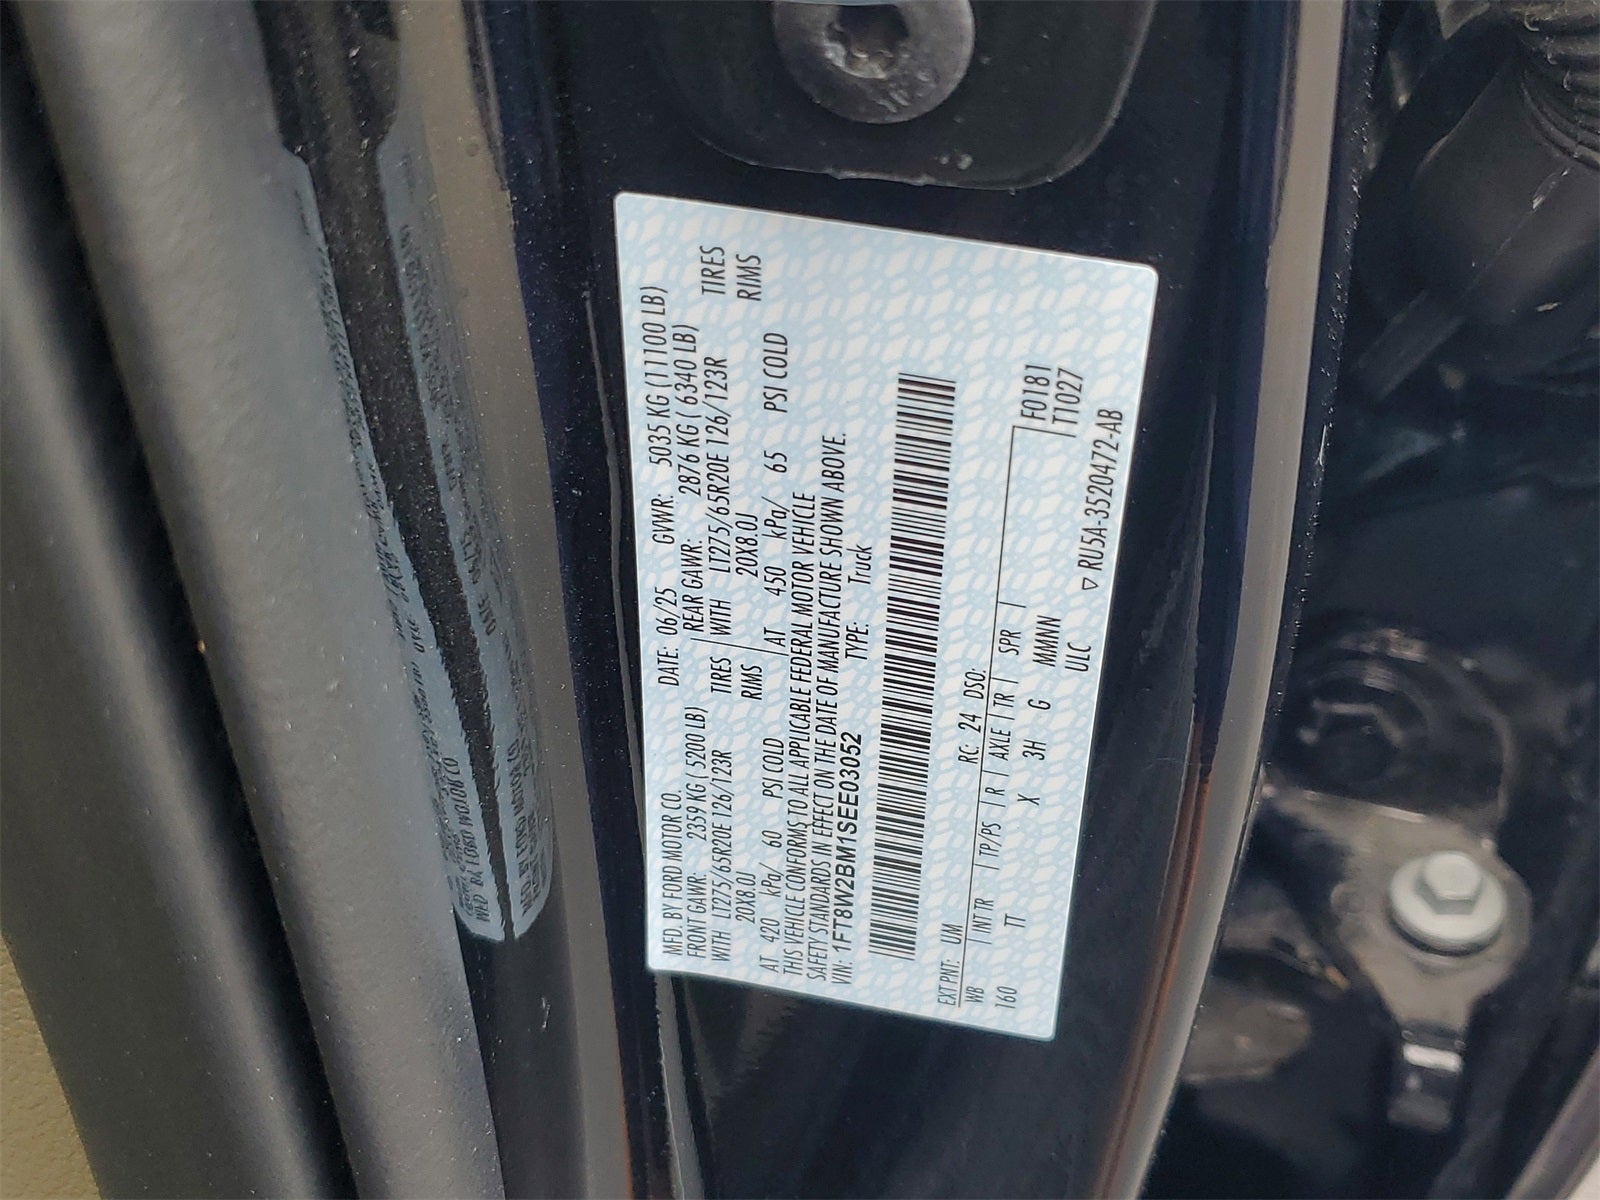 MFD. BY FORD MOTOR CO. DATE: 06/25 GVWR: 5035 KG (11100 LB)
FRONT GAWR: 2359 KG ( 5200 LB) REAR GAWR: 2876 KG ( 6340 LB)
WITH LT275/65R20E 126/123R TIRES WITH LT275/65R20E 126/123R TIRES
20X8.0J RIMS 20X8.0J RIMS
AT 420 kPa/ 60 PSI COLD AT 450 kPa/ 65 PSI COLD
THIS VEHICLE CONFORMS TO ALL APPLICABLE FEDERAL MOTOR VEHICLE
SAFETY STANDARDS IN EFFECT ON THE DATE OF MANUFACTURE SHOWN ABOVE.
VIN: 1FT8W2BM1SEE03052 TYPE: Truck
EXT PNT: UM RC: 24 DSO: F0181
WB INT TR TP/PS R AXLE TR SPR T1027
160 TT X 3H G MMNNN
ULC
▽ RU5A-3520472-AB